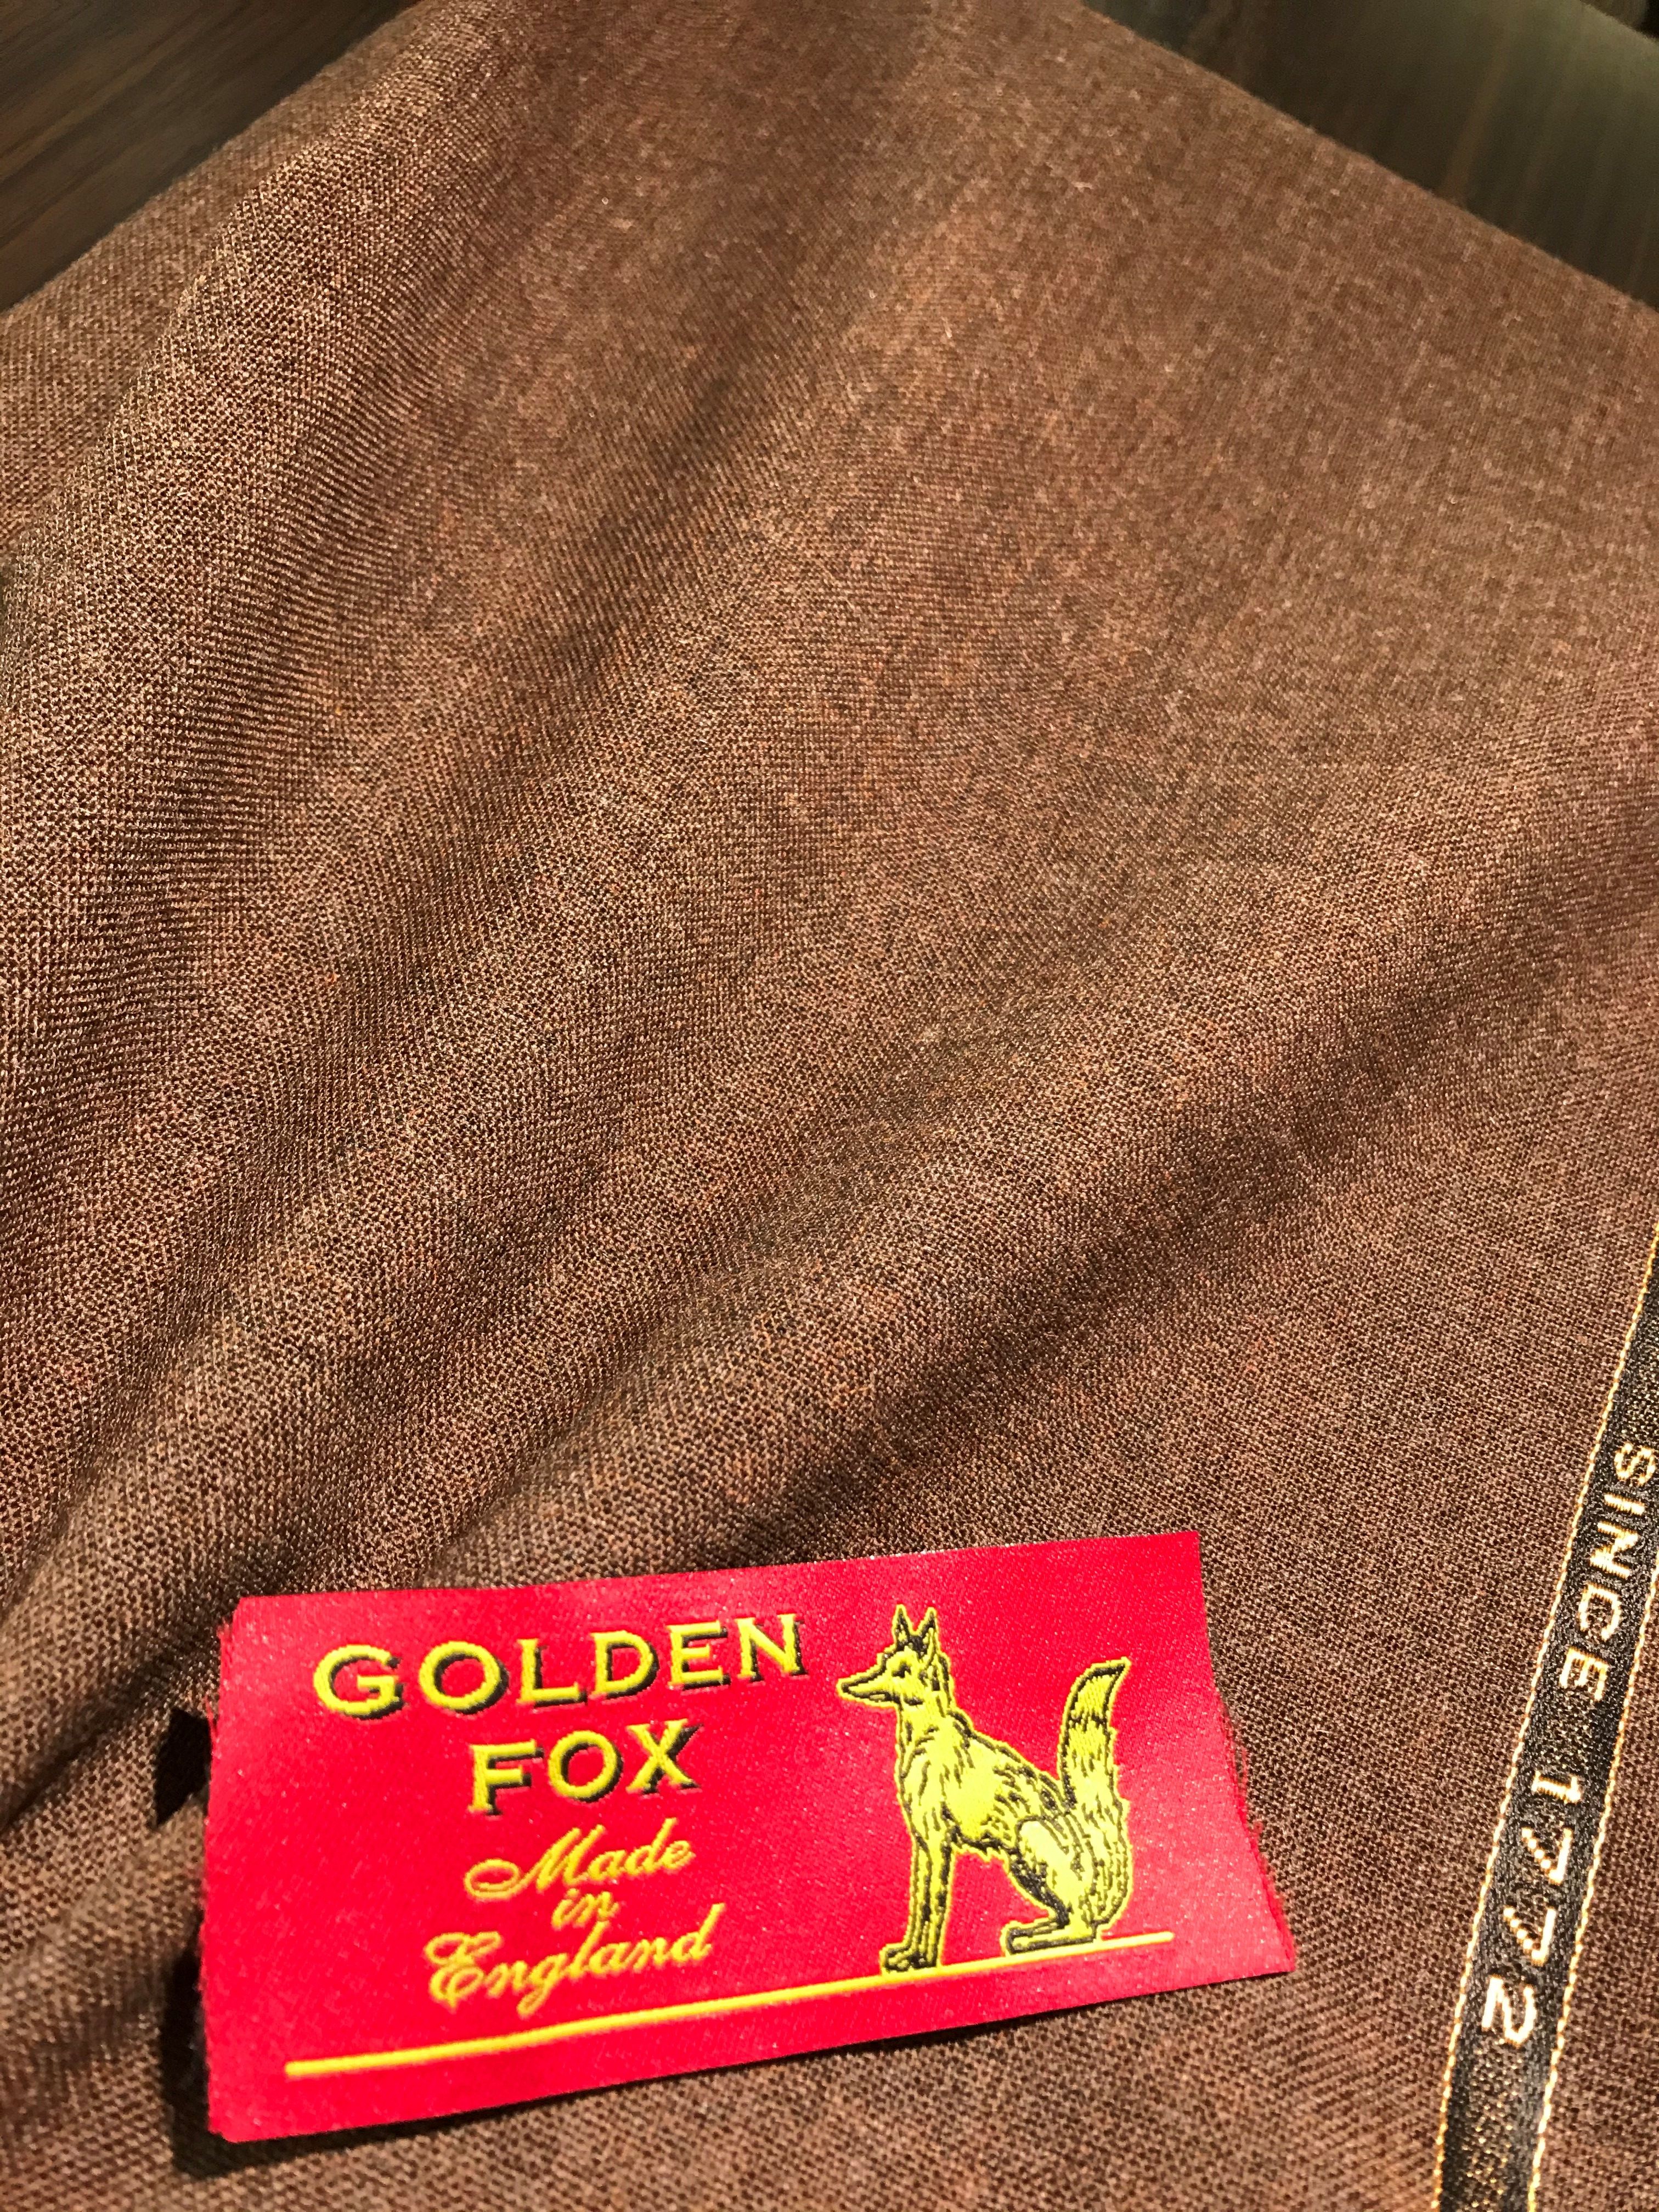 GOLDEN
FOX
Made
in
England
SINCE 1772